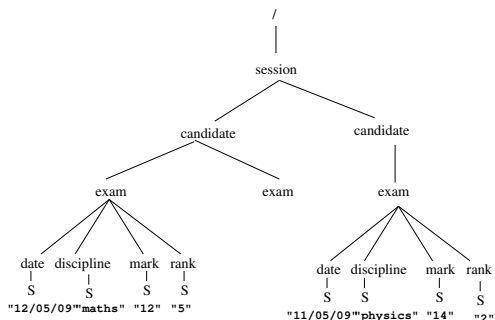 /
session
candidate candidate
exam exam exam
date discipline mark rank date discipline mark rank
S S S S S S S S
"12/05/09" "maths" "12" "5" "11/05/09" "physics" "14" "2"